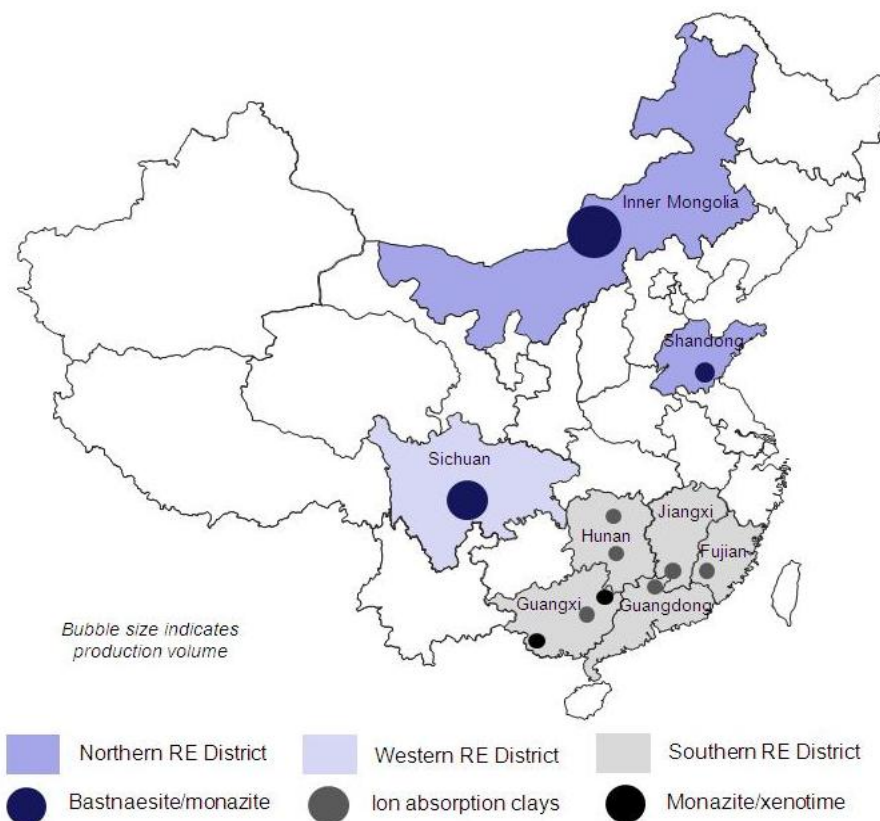 Inner Mongolia
Shandong
Sichuan
Jiangxi
Hunan
Fujian
Guangxi
Guangdong
Bubble size indicates
production volume
Northern RE District
Western RE District
Southern RE District
Bastnaesite/monazite
Ion absorption clays
Monazite/xenotime